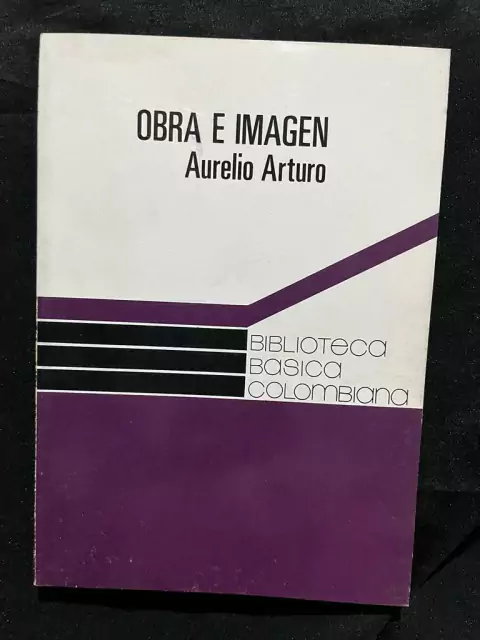 OBRA E IMAGEN
Aurelio Arturo
BIBLIOTECA
BASICA
COLOMBIANA